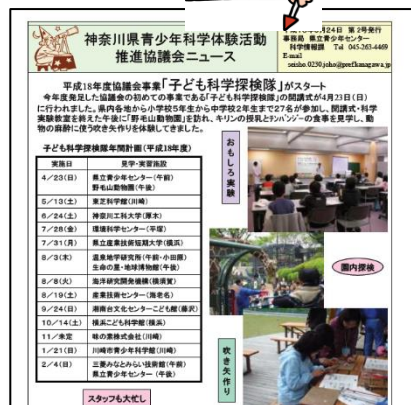 神奈川県青少年科学体験活動
推進協議会ニュース
24日 第2号発行
事務局 県立青少年センター
科学情報課 Tel 045-263-4469
E-mail
seisho.0230.joho@pref.kanagawa.jp
平成18年度協議会事業「子ども科学探検隊」がスタート
今年度発足した協議会の初めての事業である「子ども科学探検隊」の開講式が4月23日(日)
に行われました。県内各地から小学校5年生から中学校2年生まで27名が参加し、開講式・科学
実験室を終えた午後に「野毛山動物園」を訪れ、キリンの授乳とチンパンジーの食事を見学し、動
物の麻酔に使う吹き矢作りを体験してきました。
子ども科学探検隊年間計画(平成18年度)
実施日 見学・実習施設
4/23(日) 県立青少年センター(午前)
野毛山動物園(午後)
5/13(土) 東芝科学館(川崎)
6/24(土) 神奈川工科大学(厚木)
7/28(金) 環境科学センター(平塚)
7/31(月) 県立産業技術短期大学(横浜)
8/3(木) 温泉地学研究所(午前・小田原)
生命の星・地球博物館(午後)
8/8(火) 海洋研究開発機構(横須賀)
8/19(土) 産業技術センター(海老名)
9/24(日) 湘南台文化センターこども館(藤沢)
10/14(土) 横浜こども科学館(横浜)
11/未定 味の素株式会社(川崎)
1/21(日) 川崎市青少年科学館(川崎)
2/4(日) 三菱みなとみらい技術館(午前)
県立青少年センター(午後)
スタッフも大忙し
おもしろ実験
園内探検
吹き矢作り